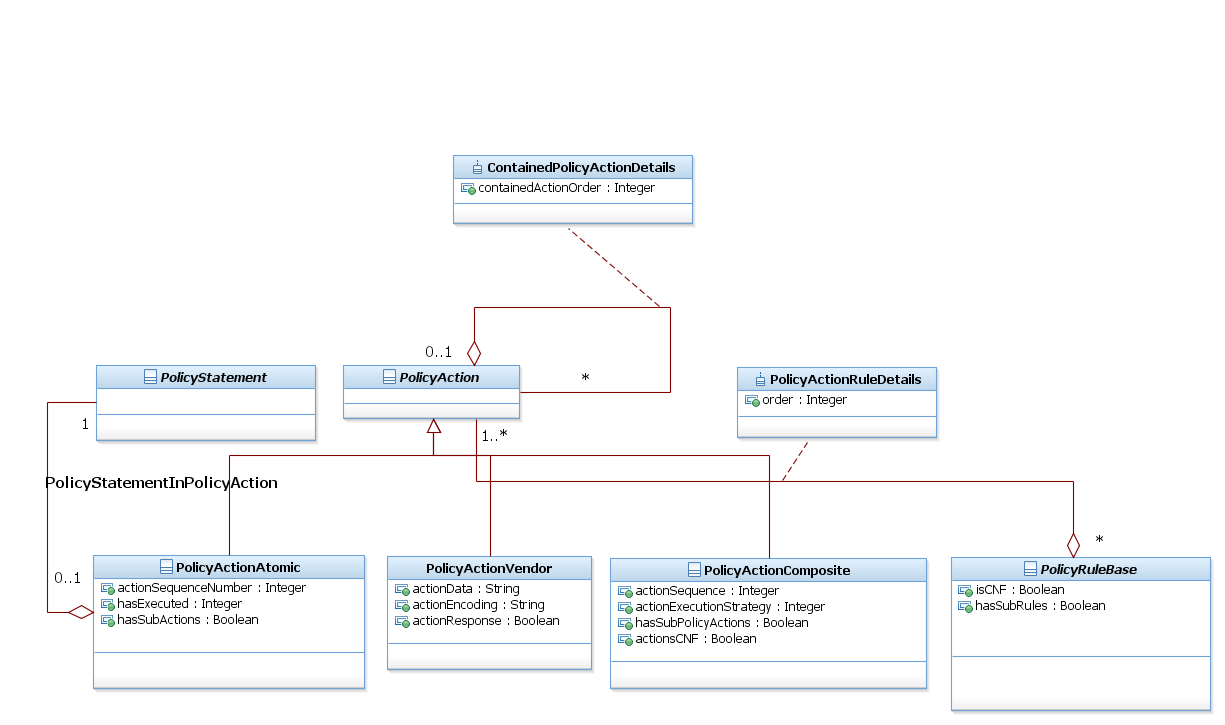 ContainedPolicyActionDetails
containedActionOrder : Integer
0..1
*
PolicyStatement
PolicyAction
PolicyActionRuleDetails
order : Integer
1
1..*
PolicyStatementInPolicyAction
0..1
*
PolicyActionAtomic
actionSequenceNumber : Integer
hasExecuted : Integer
hasSubActions : Boolean
PolicyActionVendor
actionData : String
actionEncoding : String
actionResponse : Boolean
PolicyActionComposite
actionSequence : Integer
actionExecutionStrategy : Integer
hasSubPolicyActions : Boolean
actionsCNF : Boolean
PolicyRuleBase
isCNF : Boolean
hasSubRules : Boolean